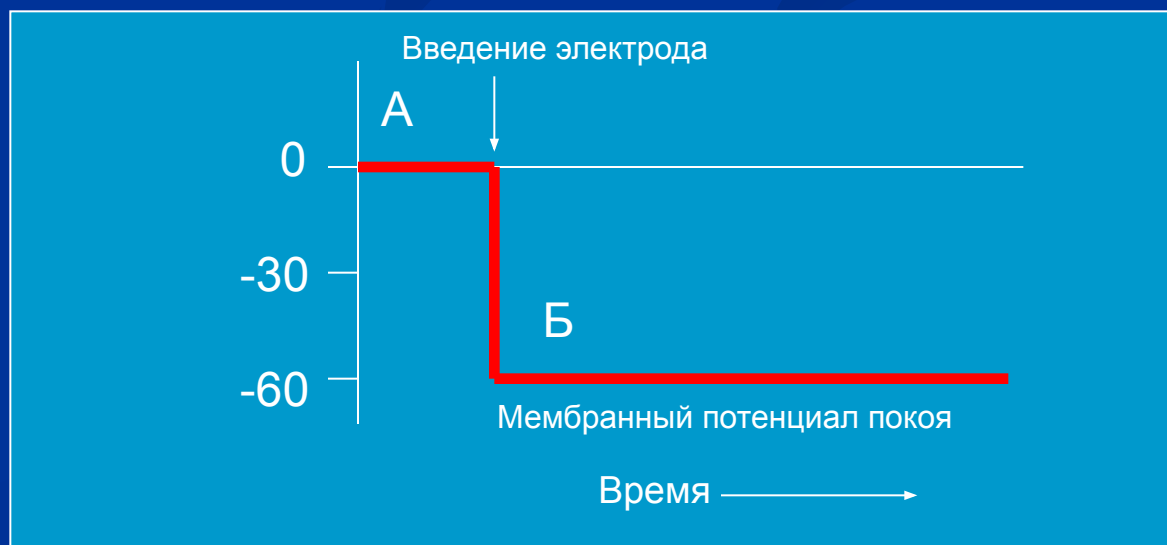 Введение электрода
А
0
-30
Б
-60
Мембранный потенциал покоя
Время